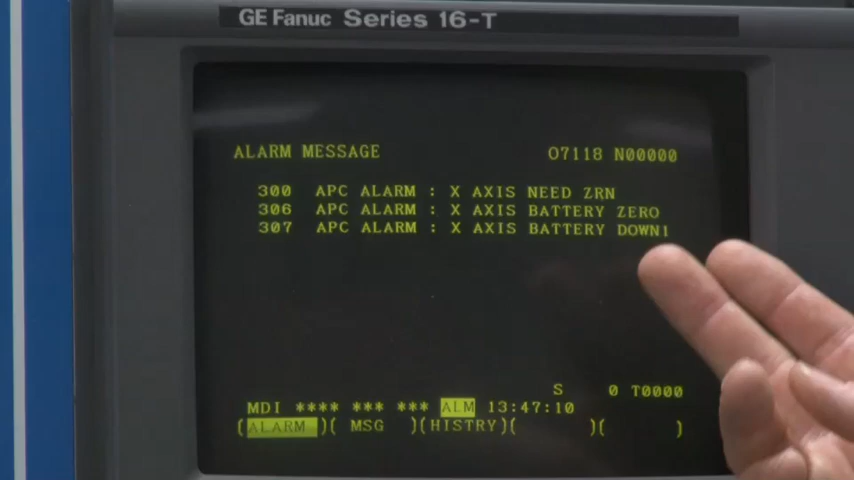 GE Fanuc Series 16-T
ALARM MESSAGE O7118 N00000
300 APC ALARM : X AXIS NEED ZRN
306 APC ALARM : X AXIS BATTERY ZERO
307 APC ALARM : X AXIS BATTERY DOWN1
S 0 T0000
MDI **** *** *** ALM 13:47:10
(ALARM )( MSG )(HISTRY)( )( )